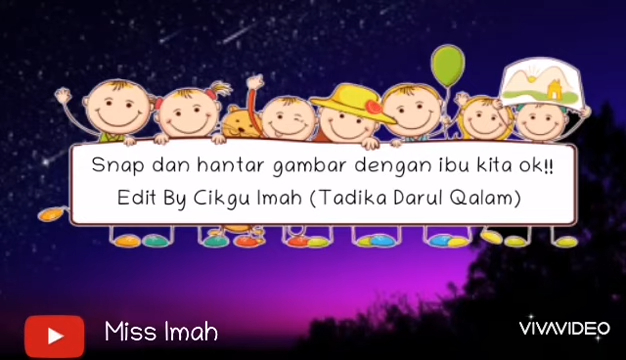 Snap dan hantar gambar dengan ibu kita ok!!
Edit By Cikgu Imah (Tadika Darul Qalam)
Miss Imah
VIVAVIDEO